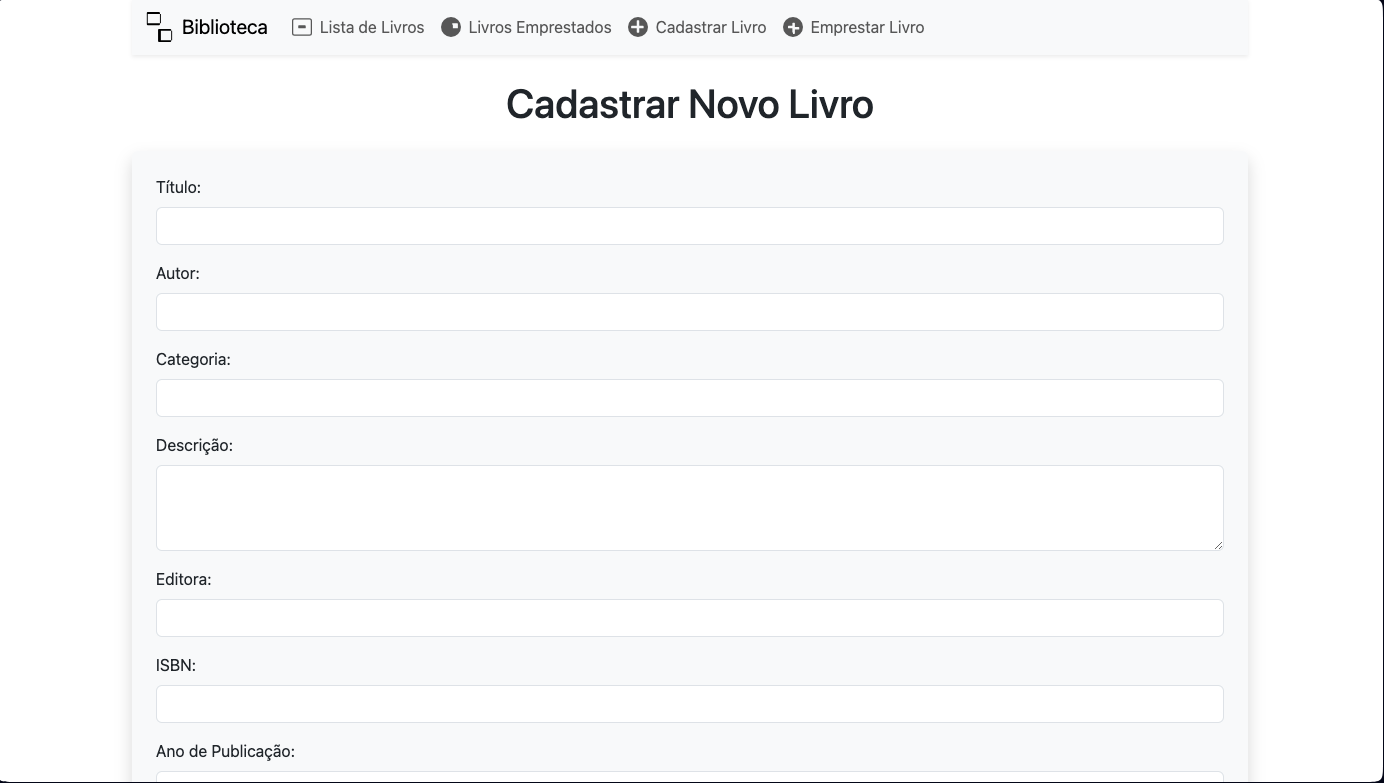 Biblioteca Lista de Livros Livros Emprestados Cadastrar Livro Emprestar Livro
Cadastrar Novo Livro
Título:
Autor:
Categoria:
Descrição:
Editora:
ISBN:
Ano de Publicação: